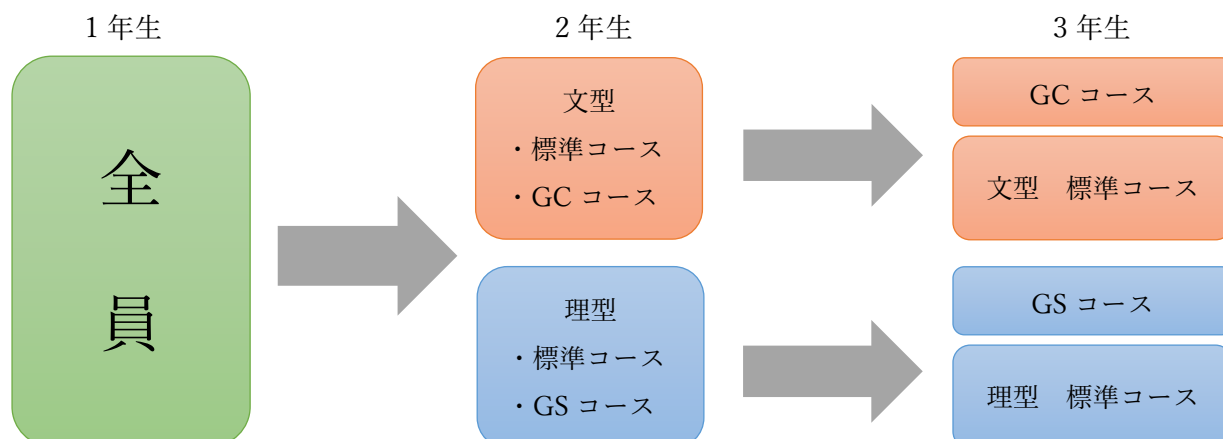 1 年生
2 年生
3 年生
全
員
文型
・標準コース
・GC コース
理型
・標準コース
・GS コース
GC コース
文型　標準コース
GS コース
理型　標準コース